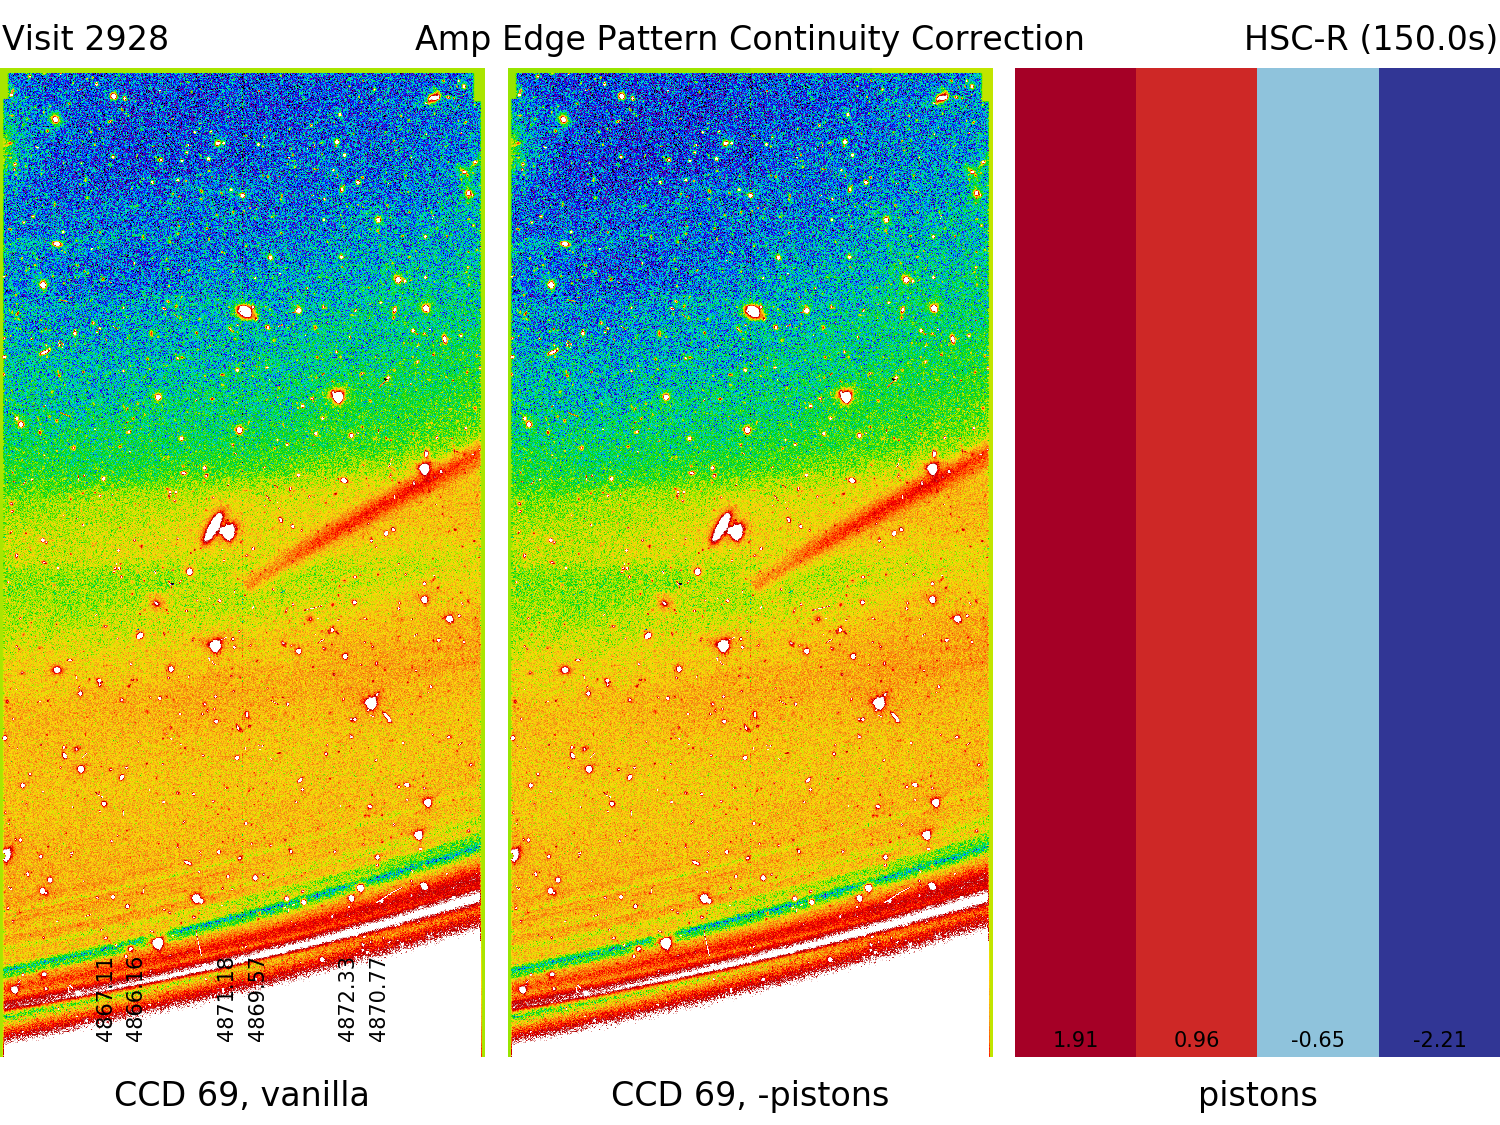 Visit 2928
Amp Edge Pattern Continuity Correction
HSC-R (150.0s)
4867.11
4866.16
4871.18
4869.57
4872.33
4870.77
1.91
0.96
-0.65
-2.21
CCD 69, vanilla
CCD 69, -pistons
pistons